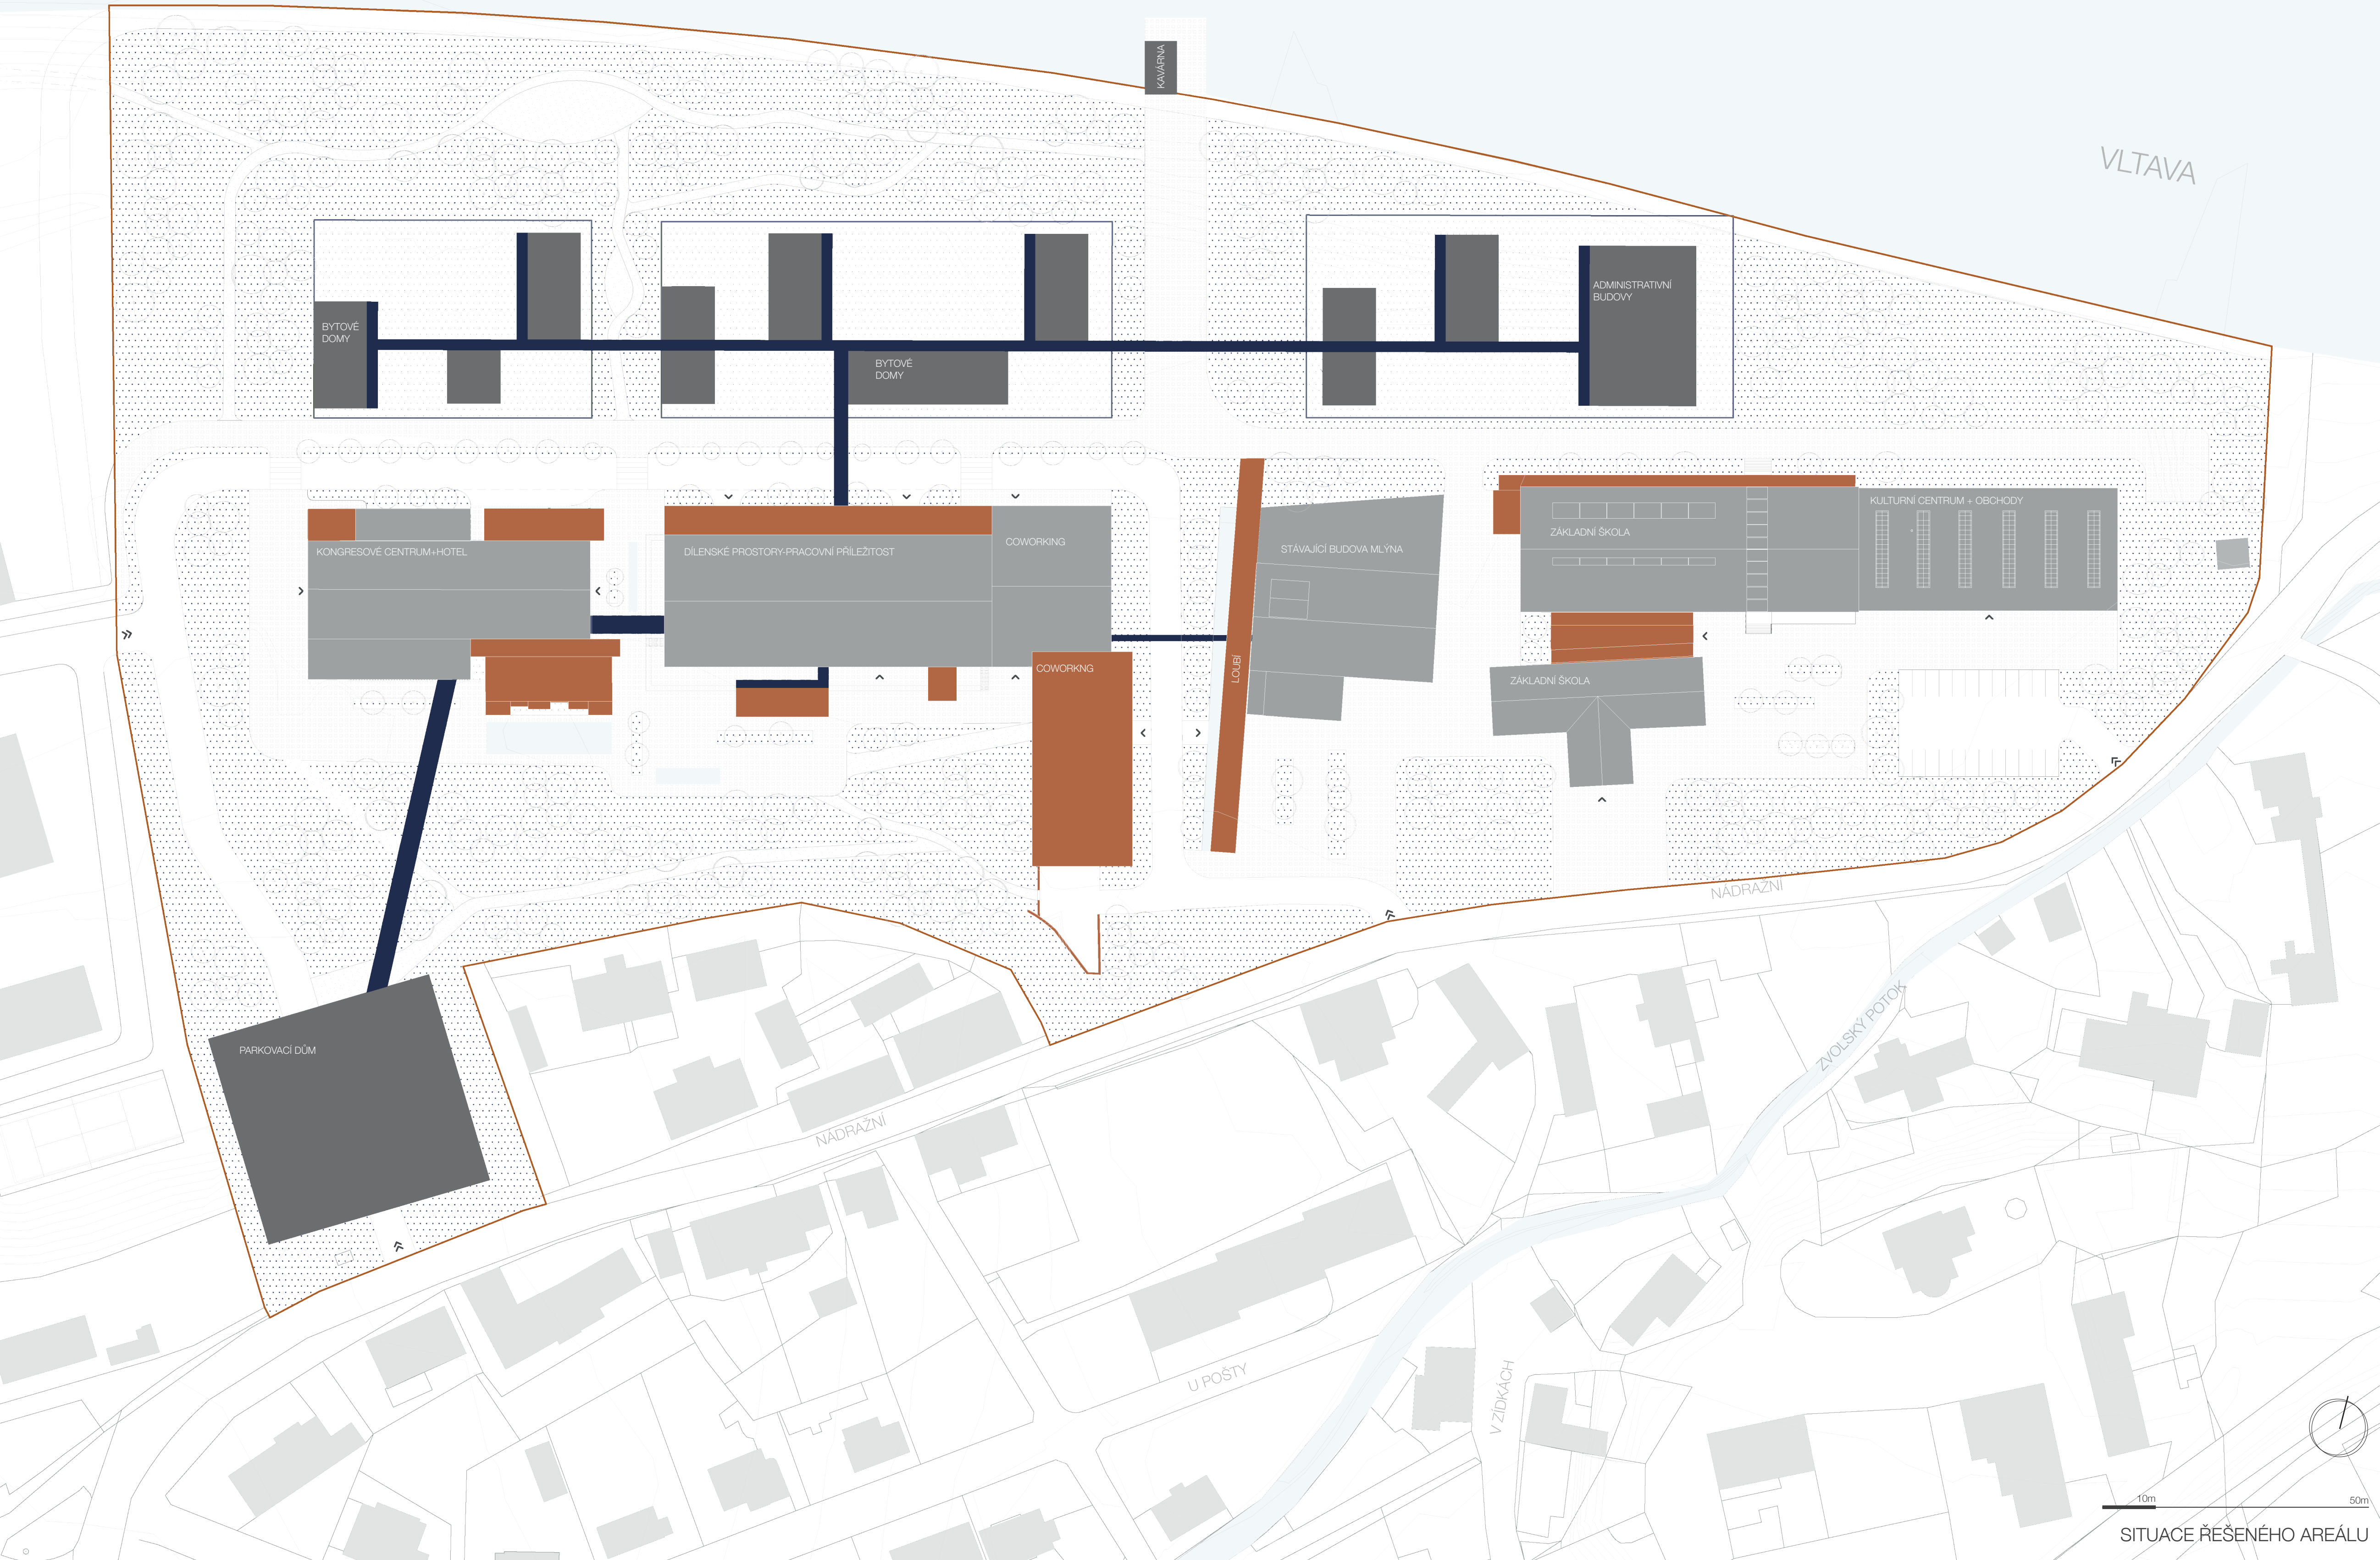 KAVÁRNA
VLTAVA
ADMINISTRATIVNÍ
BUDOVY
BYTOVÉ
DOMY
BYTOVÉ
DOMY
KULTURNÍ CENTRUM + OBCHODY
ZÁKLADNÍ ŠKOLA
COWORKING
STÁVAJÍCÍ BUDOVA MLÝNA
KONGRESOVÉ CENTRUM+HOTEL
DÍLENSKÉ PROSTORY-PRACOVNÍ PŘÍLEŽITOST
COWORKNG
LOUBÍ
ZÁKLADNÍ ŠKOLA
NÁDRAŽNÍ
ZVOLSKÝ POTOK
PARKOVACÍ DŮM
NÁDRAŽNÍ
U POŠTY
V ZÍDKÁCH
10m
50m
SITUACE ŘEŠENÉHO AREÁLU